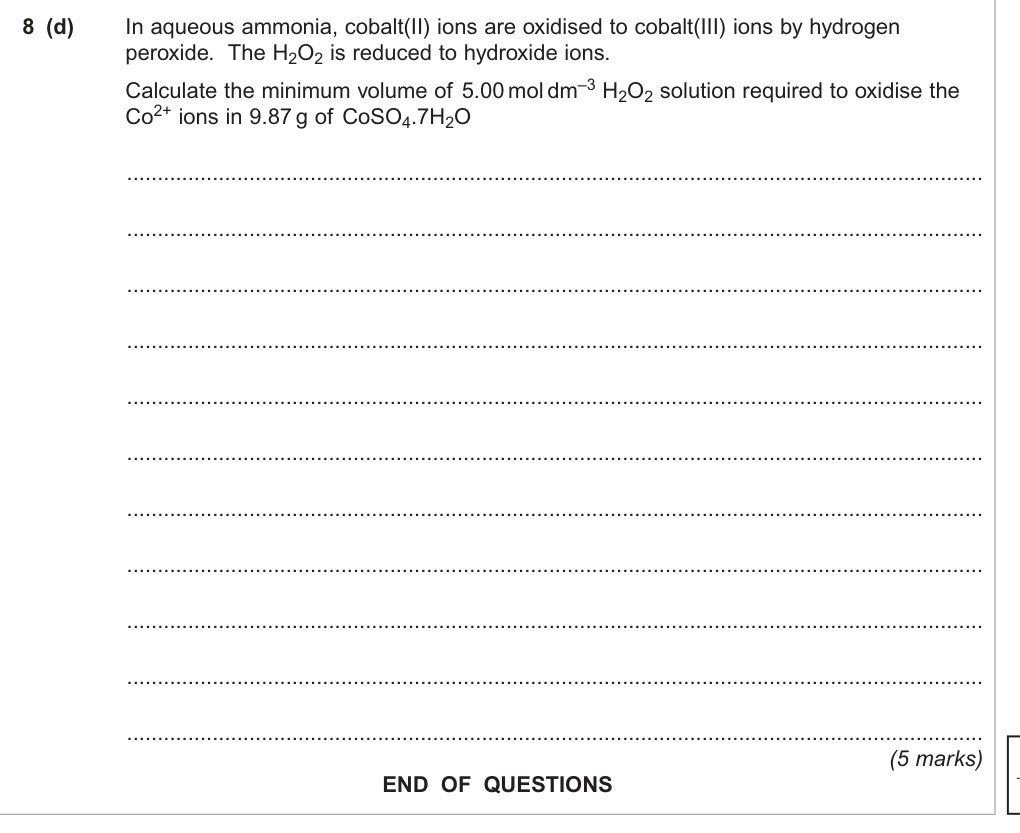 8 (d) In aqueous ammonia, cobalt(II) ions are oxidised to cobalt(III) ions by hydrogen
peroxide. The H₂O₂ is reduced to hydroxide ions.
Calculate the minimum volume of 5.00 mol dm⁻³ H₂O₂ solution required to oxidise the
Co²⁺ ions in 9.87 g of CoSO₄.7H₂O
(5 marks)
END OF QUESTIONS